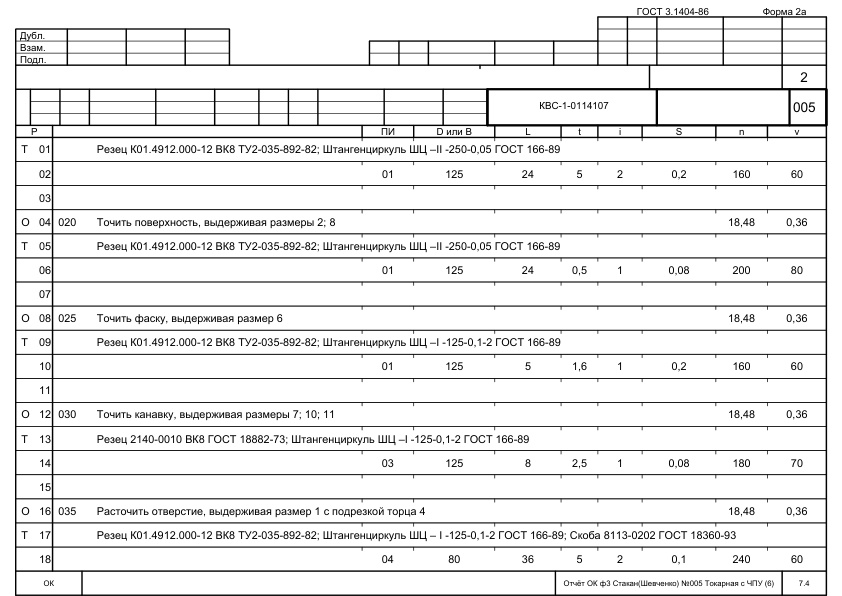 ГОСТ 3.1404-86 Форма 2а
Дубл.
Взам.
Подл.
2
КВС-1-0114107 005
Р ПИ D или В L t i S n v
Т 01 Резец К01.4912.000-12 ВК8 ТУ2-035-892-82; Штангенциркуль ШЦ –II -250-0,05 ГОСТ 166-89
02 01 125 24 5 2 0,2 160 60
03
О 04 020 Точить поверхность, выдерживая размеры 2; 8 18,48 0,36
Т 05 Резец К01.4912.000-12 ВК8 ТУ2-035-892-82; Штангенциркуль ШЦ –II -250-0,05 ГОСТ 166-89
06 01 125 24 0,5 1 0,08 200 80
07
О 08 025 Точить фаску, выдерживая размер 6 18,48 0,36
Т 09 Резец К01.4912.000-12 ВК8 ТУ2-035-892-82; Штангенциркуль ШЦ –I -125-0,1-2 ГОСТ 166-89
10 01 125 5 1,6 1 0,2 160 60
11
О 12 030 Точить канавку, выдерживая размеры 7; 10; 11 18,48 0,36
Т 13 Резец 2140-0010 ВК8 ГОСТ 18882-73; Штангенциркуль ШЦ –I -125-0,1-2 ГОСТ 166-89
14 03 125 8 2,5 1 0,08 180 70
15
О 16 035 Расточить отверстие, выдерживая размер 1 с подрезкой торца 4 18,48 0,36
Т 17 Резец К01.4912.000-12 ВК8 ТУ2-035-892-82; Штангенциркуль ШЦ – I -125-0,1-2 ГОСТ 166-89; Скоба 8113-0202 ГОСТ 18360-93
18 04 80 36 5 2 0,1 240 60
ОК Отчёт ОК ф3 Стакан(Шевченко) №005 Токарная с ЧПУ (6) 7.4